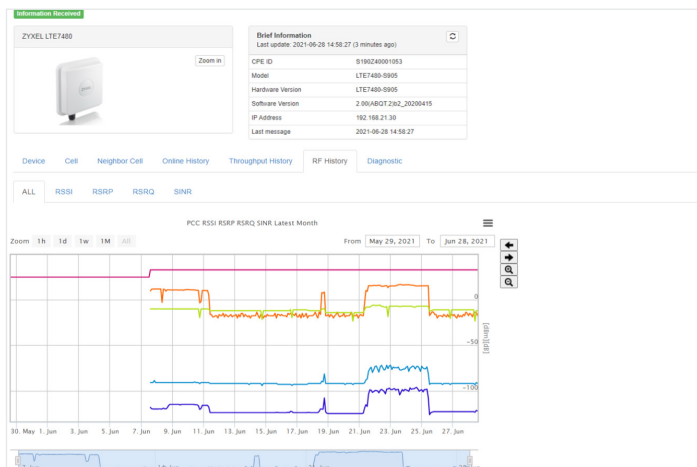 Information Received
ZYXEL LTE7480
Zoom in
Brief Information
Last update: 2021-06-28 14:58:27 (3 minutes ago)
CPE ID S190Z40001053
Model LTE7480-S905
Hardware Version LTE7480-S905
Software Version 2.00(ABQT.2)b2_20200415
IP Address 192.168.21.30
Last message 2021-06-28 14:58:27
Device Cell Neighbor Cell Online History Throughput History RF History Diagnostic
ALL RSSI RSRP RSRQ SINR
PCC RSSI RSRP RSRQ SINR Latest Month
Zoom 1h 1d 1w 1M All From May 29, 2021 To Jun 28, 2021
0
-50
[dBm][dB]
-100
30. May 1. Jun 3. Jun 5. Jun 7. Jun 9. Jun 11. Jun 13. Jun 15. Jun 17. Jun 19. Jun 21. Jun 23. Jun 25. Jun 27. Jun